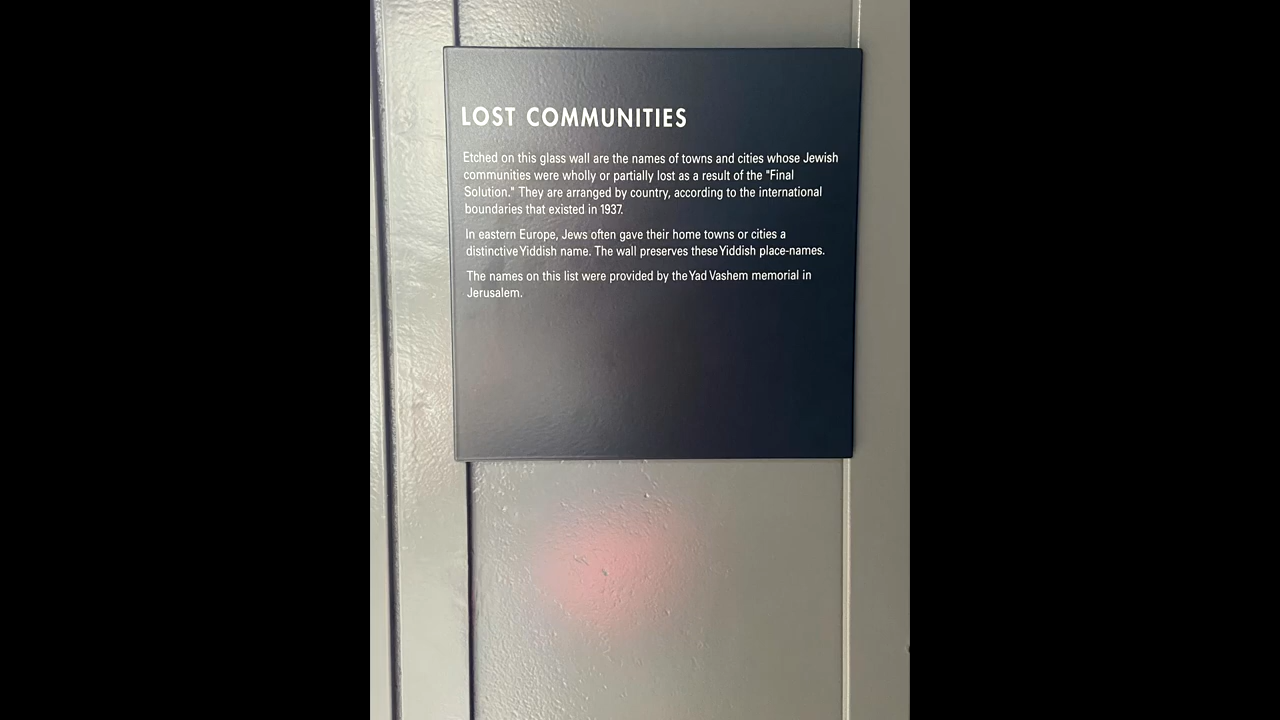 LOST COMMUNITIES
Etched on this glass wall are the names of towns and cities whose Jewish
communities were wholly or partially lost as a result of the "Final
Solution." They are arranged by country, according to the international
boundaries that existed in 1937.
In eastern Europe, Jews often gave their home towns or cities a
distinctive Yiddish name. The wall preserves these Yiddish place-names.
The names on this list were provided by the Yad Vashem memorial in
Jerusalem.